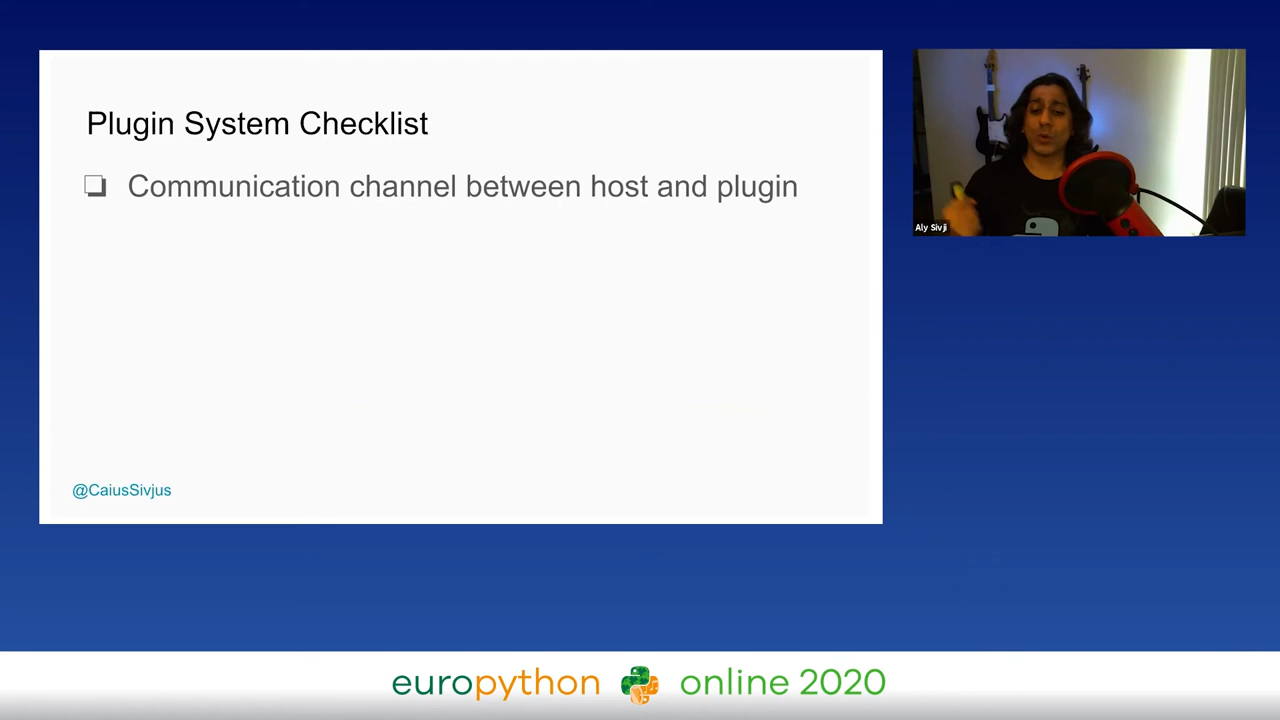 Plugin System Checklist
❏ Communication channel between host and plugin
@CaiusSivjus
Aly Sivji
europython online 2020